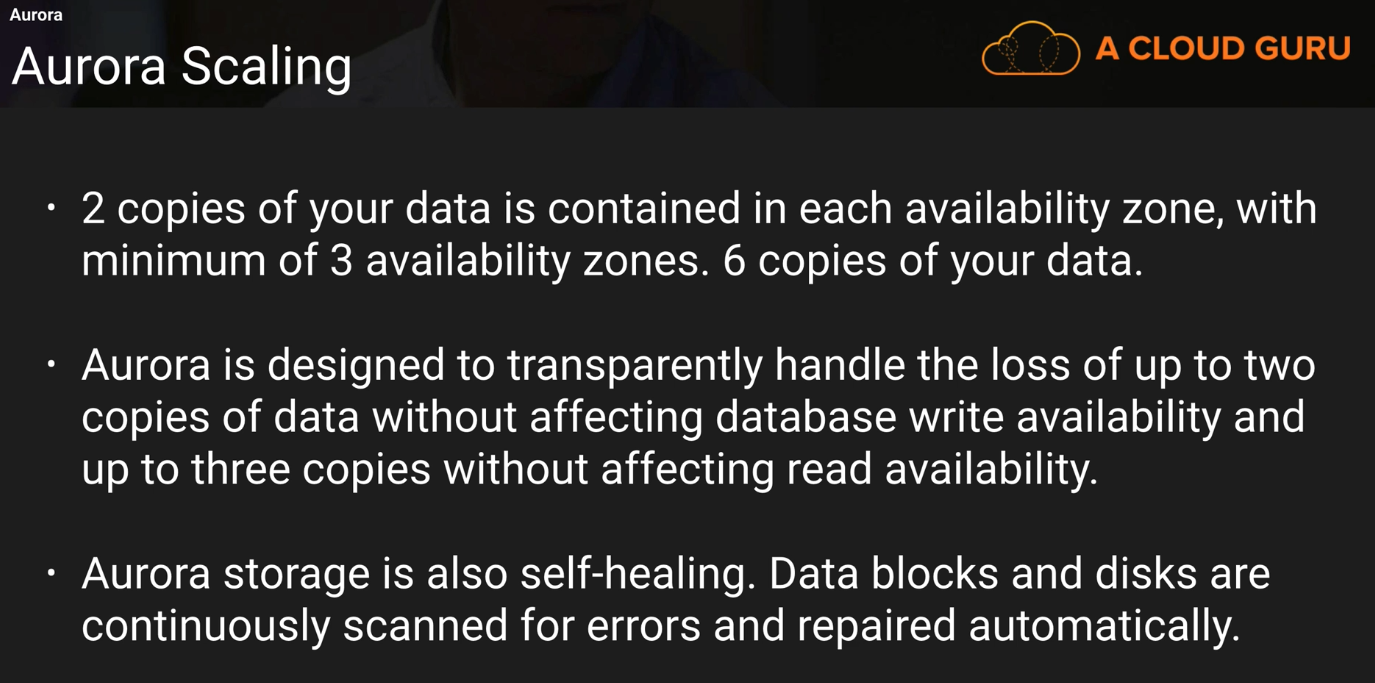 Aurora
Aurora Scaling
A CLOUD GURU
• 2 copies of your data is contained in each availability zone, with
minimum of 3 availability zones. 6 copies of your data.
• Aurora is designed to transparently handle the loss of up to two
copies of data without affecting database write availability and
up to three copies without affecting read availability.
• Aurora storage is also self-healing. Data blocks and disks are
continuously scanned for errors and repaired automatically.